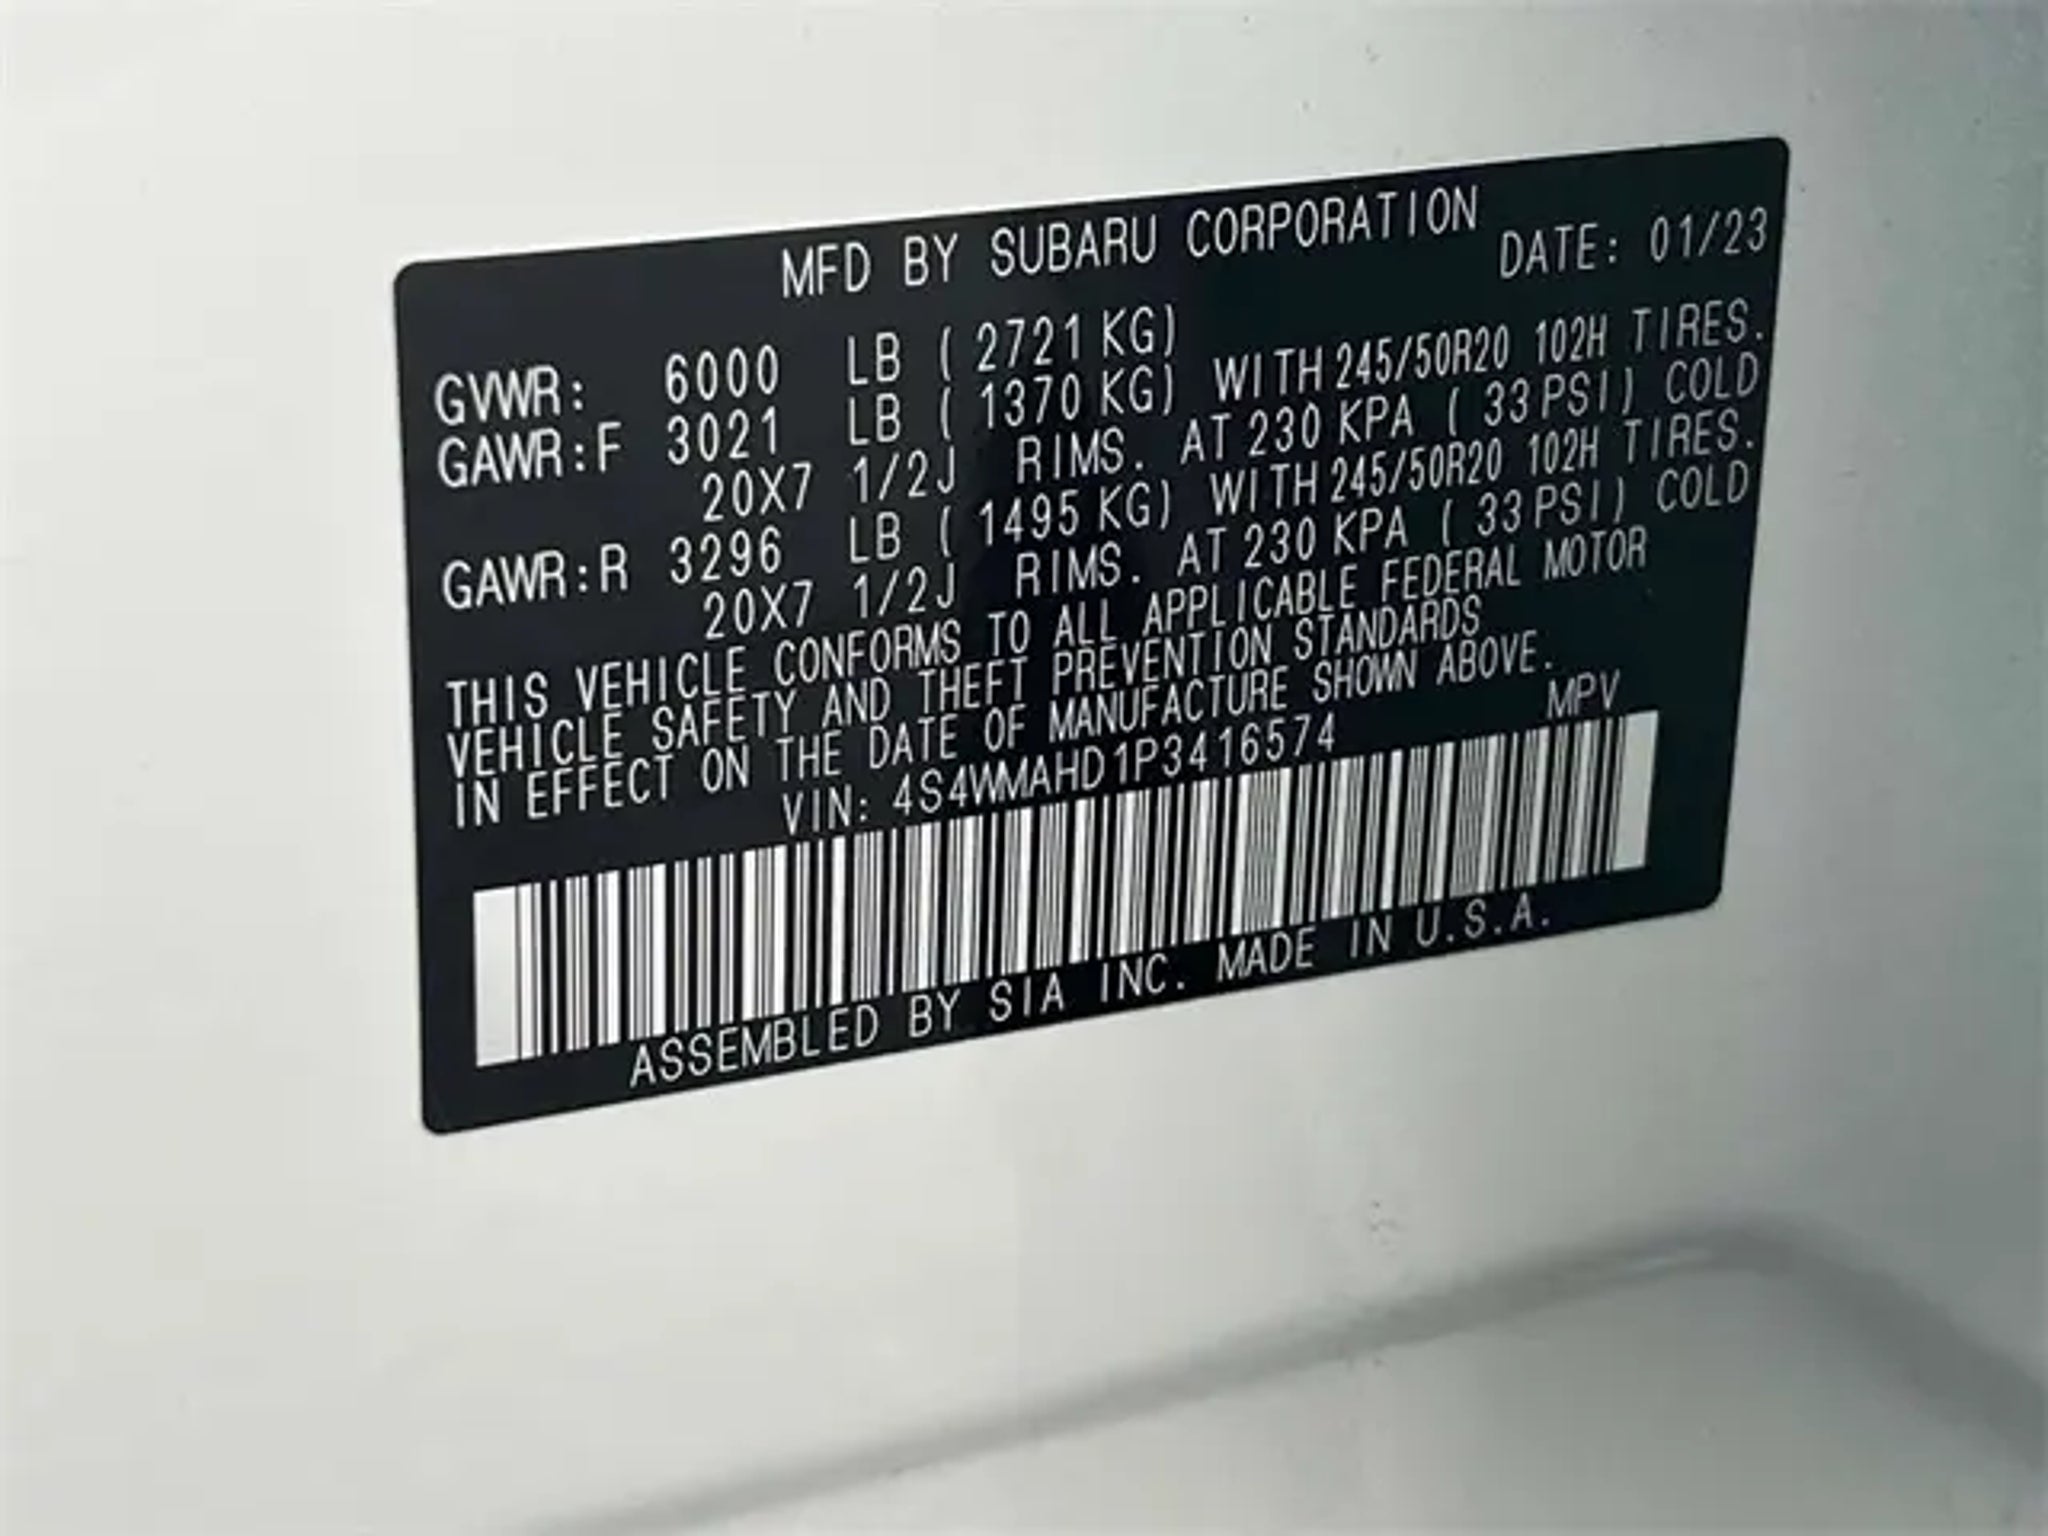 MFD BY SUBARU CORPORATION DATE: 01/23
GVWR: 6000 LB ( 2721 KG)
GAWR:F 3021 LB ( 1370 KG) WITH 245/50R20 102H TIRES.
20X7 1/2J RIMS. AT 230 KPA ( 33 PSI) COLD
GAWR:R 3296 LB ( 1495 KG) WITH 245/50R20 102H TIRES.
20X7 1/2J RIMS. AT 230 KPA ( 33 PSI) COLD
THIS VEHICLE CONFORMS TO ALL APPLICABLE FEDERAL MOTOR
VEHICLE SAFETY AND THEFT PREVENTION STANDARDS
IN EFFECT ON THE DATE OF MANUFACTURE SHOWN ABOVE.
VIN: 4S4WMAHD1P3416574 MPV
ASSEMBLED BY SIA INC. MADE IN U.S.A.